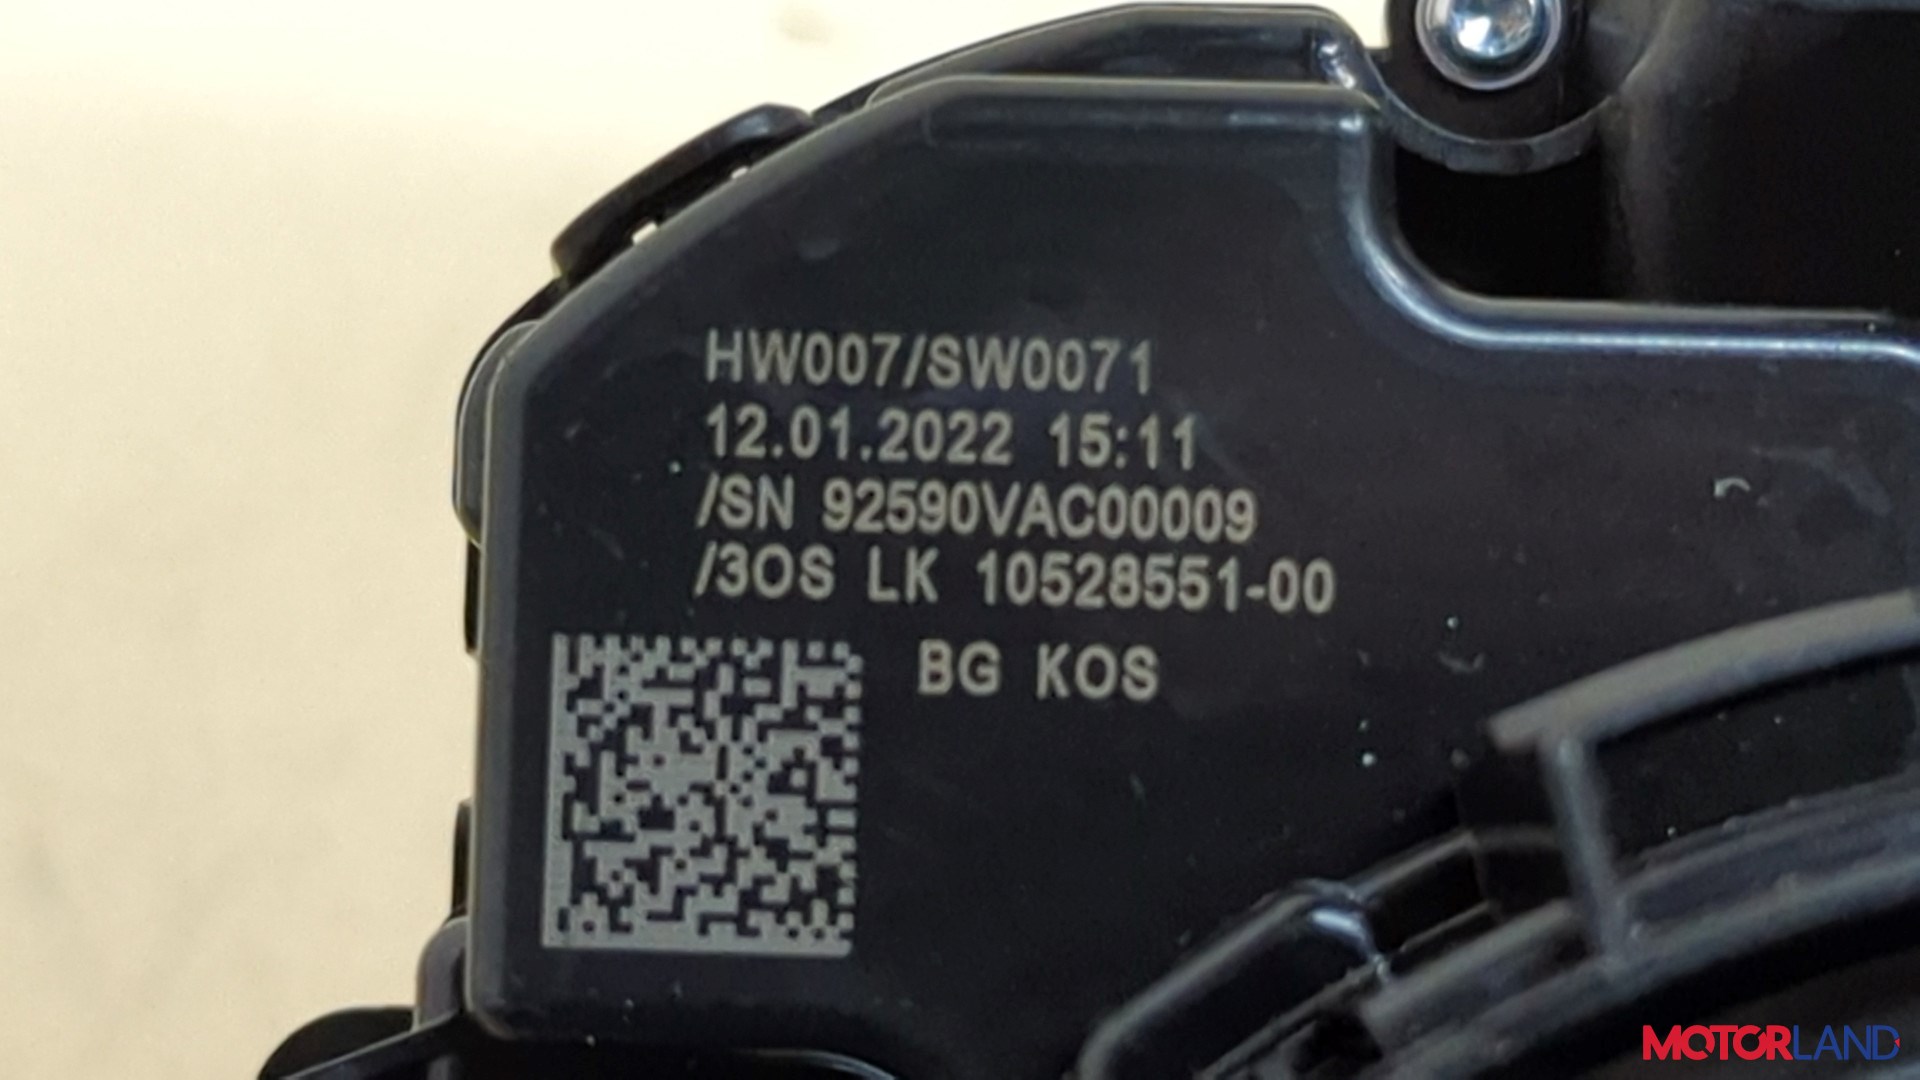 HW007/SW0071
12.01.2022 15:11
/SN 92590VAC00009
/3OS LK 10528551-00
BG KOS
MOTORLAND